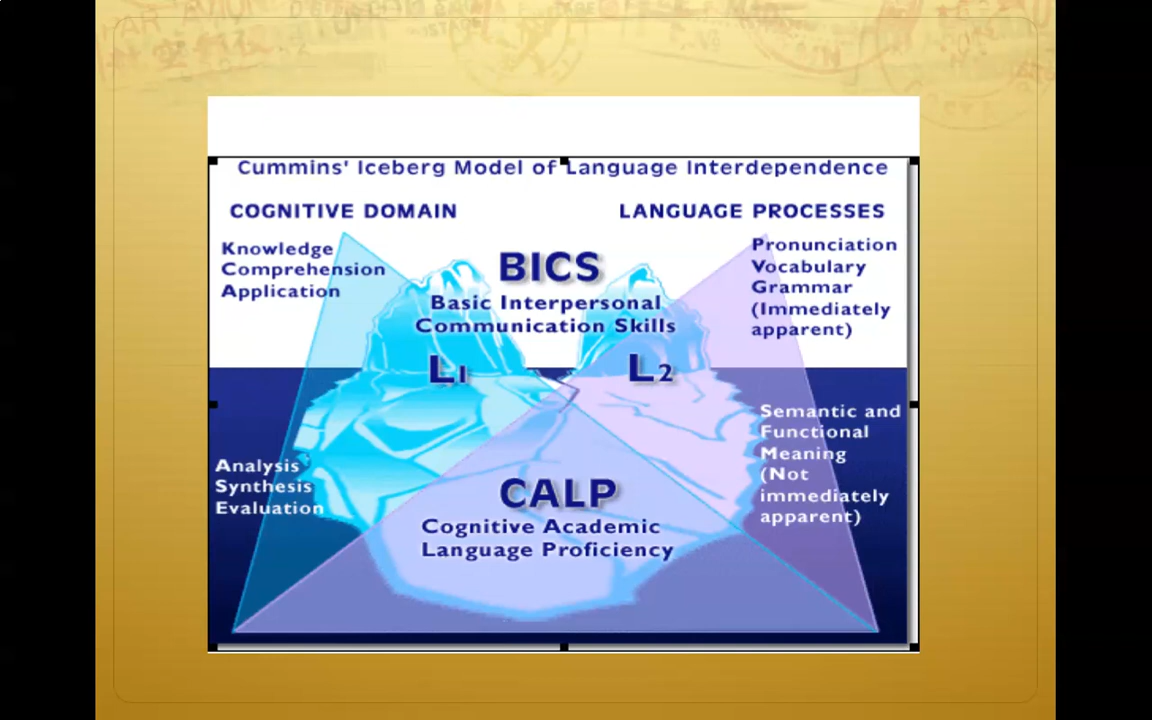 Cummins' Iceberg Model of Language Interdependence
COGNITIVE DOMAIN
LANGUAGE PROCESSES
Knowledge
Comprehension
Application
BICS
Basic Interpersonal
Communication Skills
Pronunciation
Vocabulary
Grammar
(Immediately
apparent)
L1
L2
Analysis
Synthesis
Evaluation
CALP
Cognitive Academic
Language Proficiency
Semantic and
Functional
Meaning
(Not
immediately
apparent)